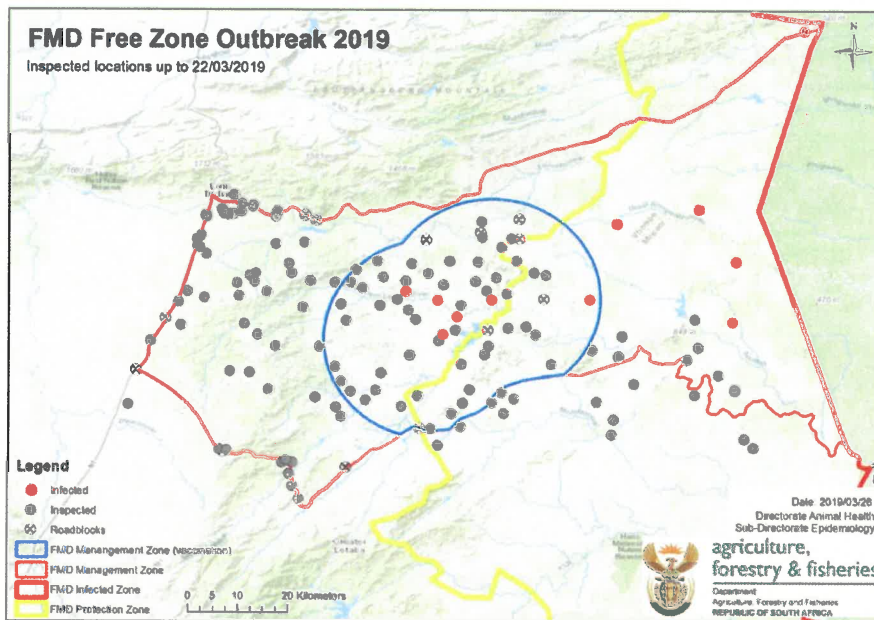 FMD Free Zone Outbreak 2019
Inspected locations up to 22/03/2019
N
Legend
Infected
Inspected
Roadblocks
FMD Manangement Zone (vaccination)
FMD Management Zone
FMD Infected Zone
FMD Protection Zone
0 5 10 20 Kilometers
Date: 2019/03/26
Directorate Animal Health
Sub-Directorate Epidemiology
agriculture,
forestry & fisheries
Department:
Agriculture, Forestry and Fisheries
REPUBLIC OF SOUTH AFRICA